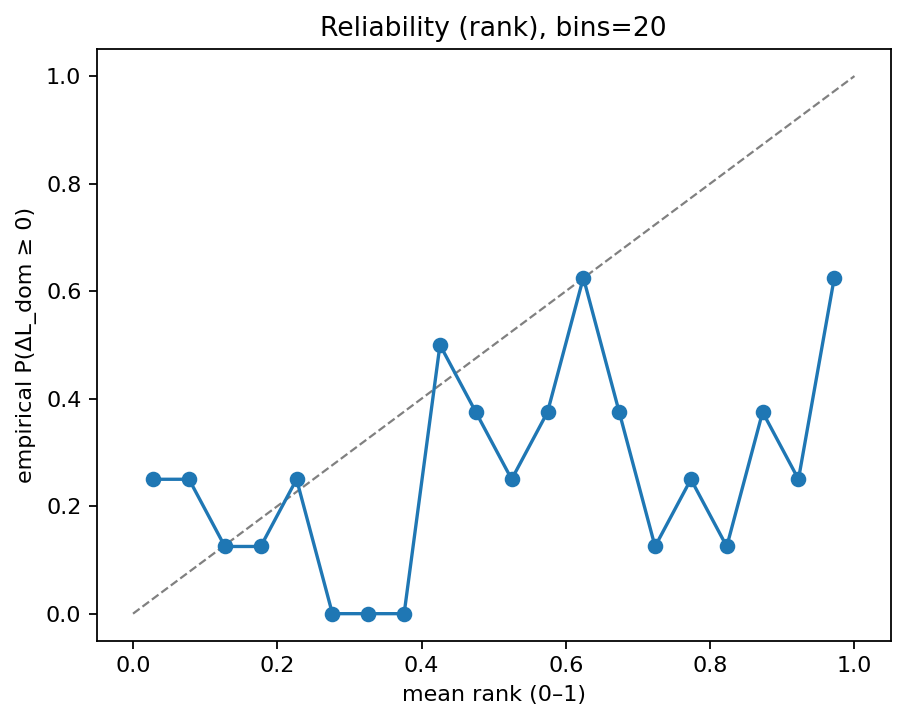 Reliability (rank), bins=20
empirical P(ΔL_dom ≥ 0)
1.0
0.8
0.6
0.4
0.2
0.0
0.0 0.2 0.4 0.6 0.8 1.0
mean rank (0–1)